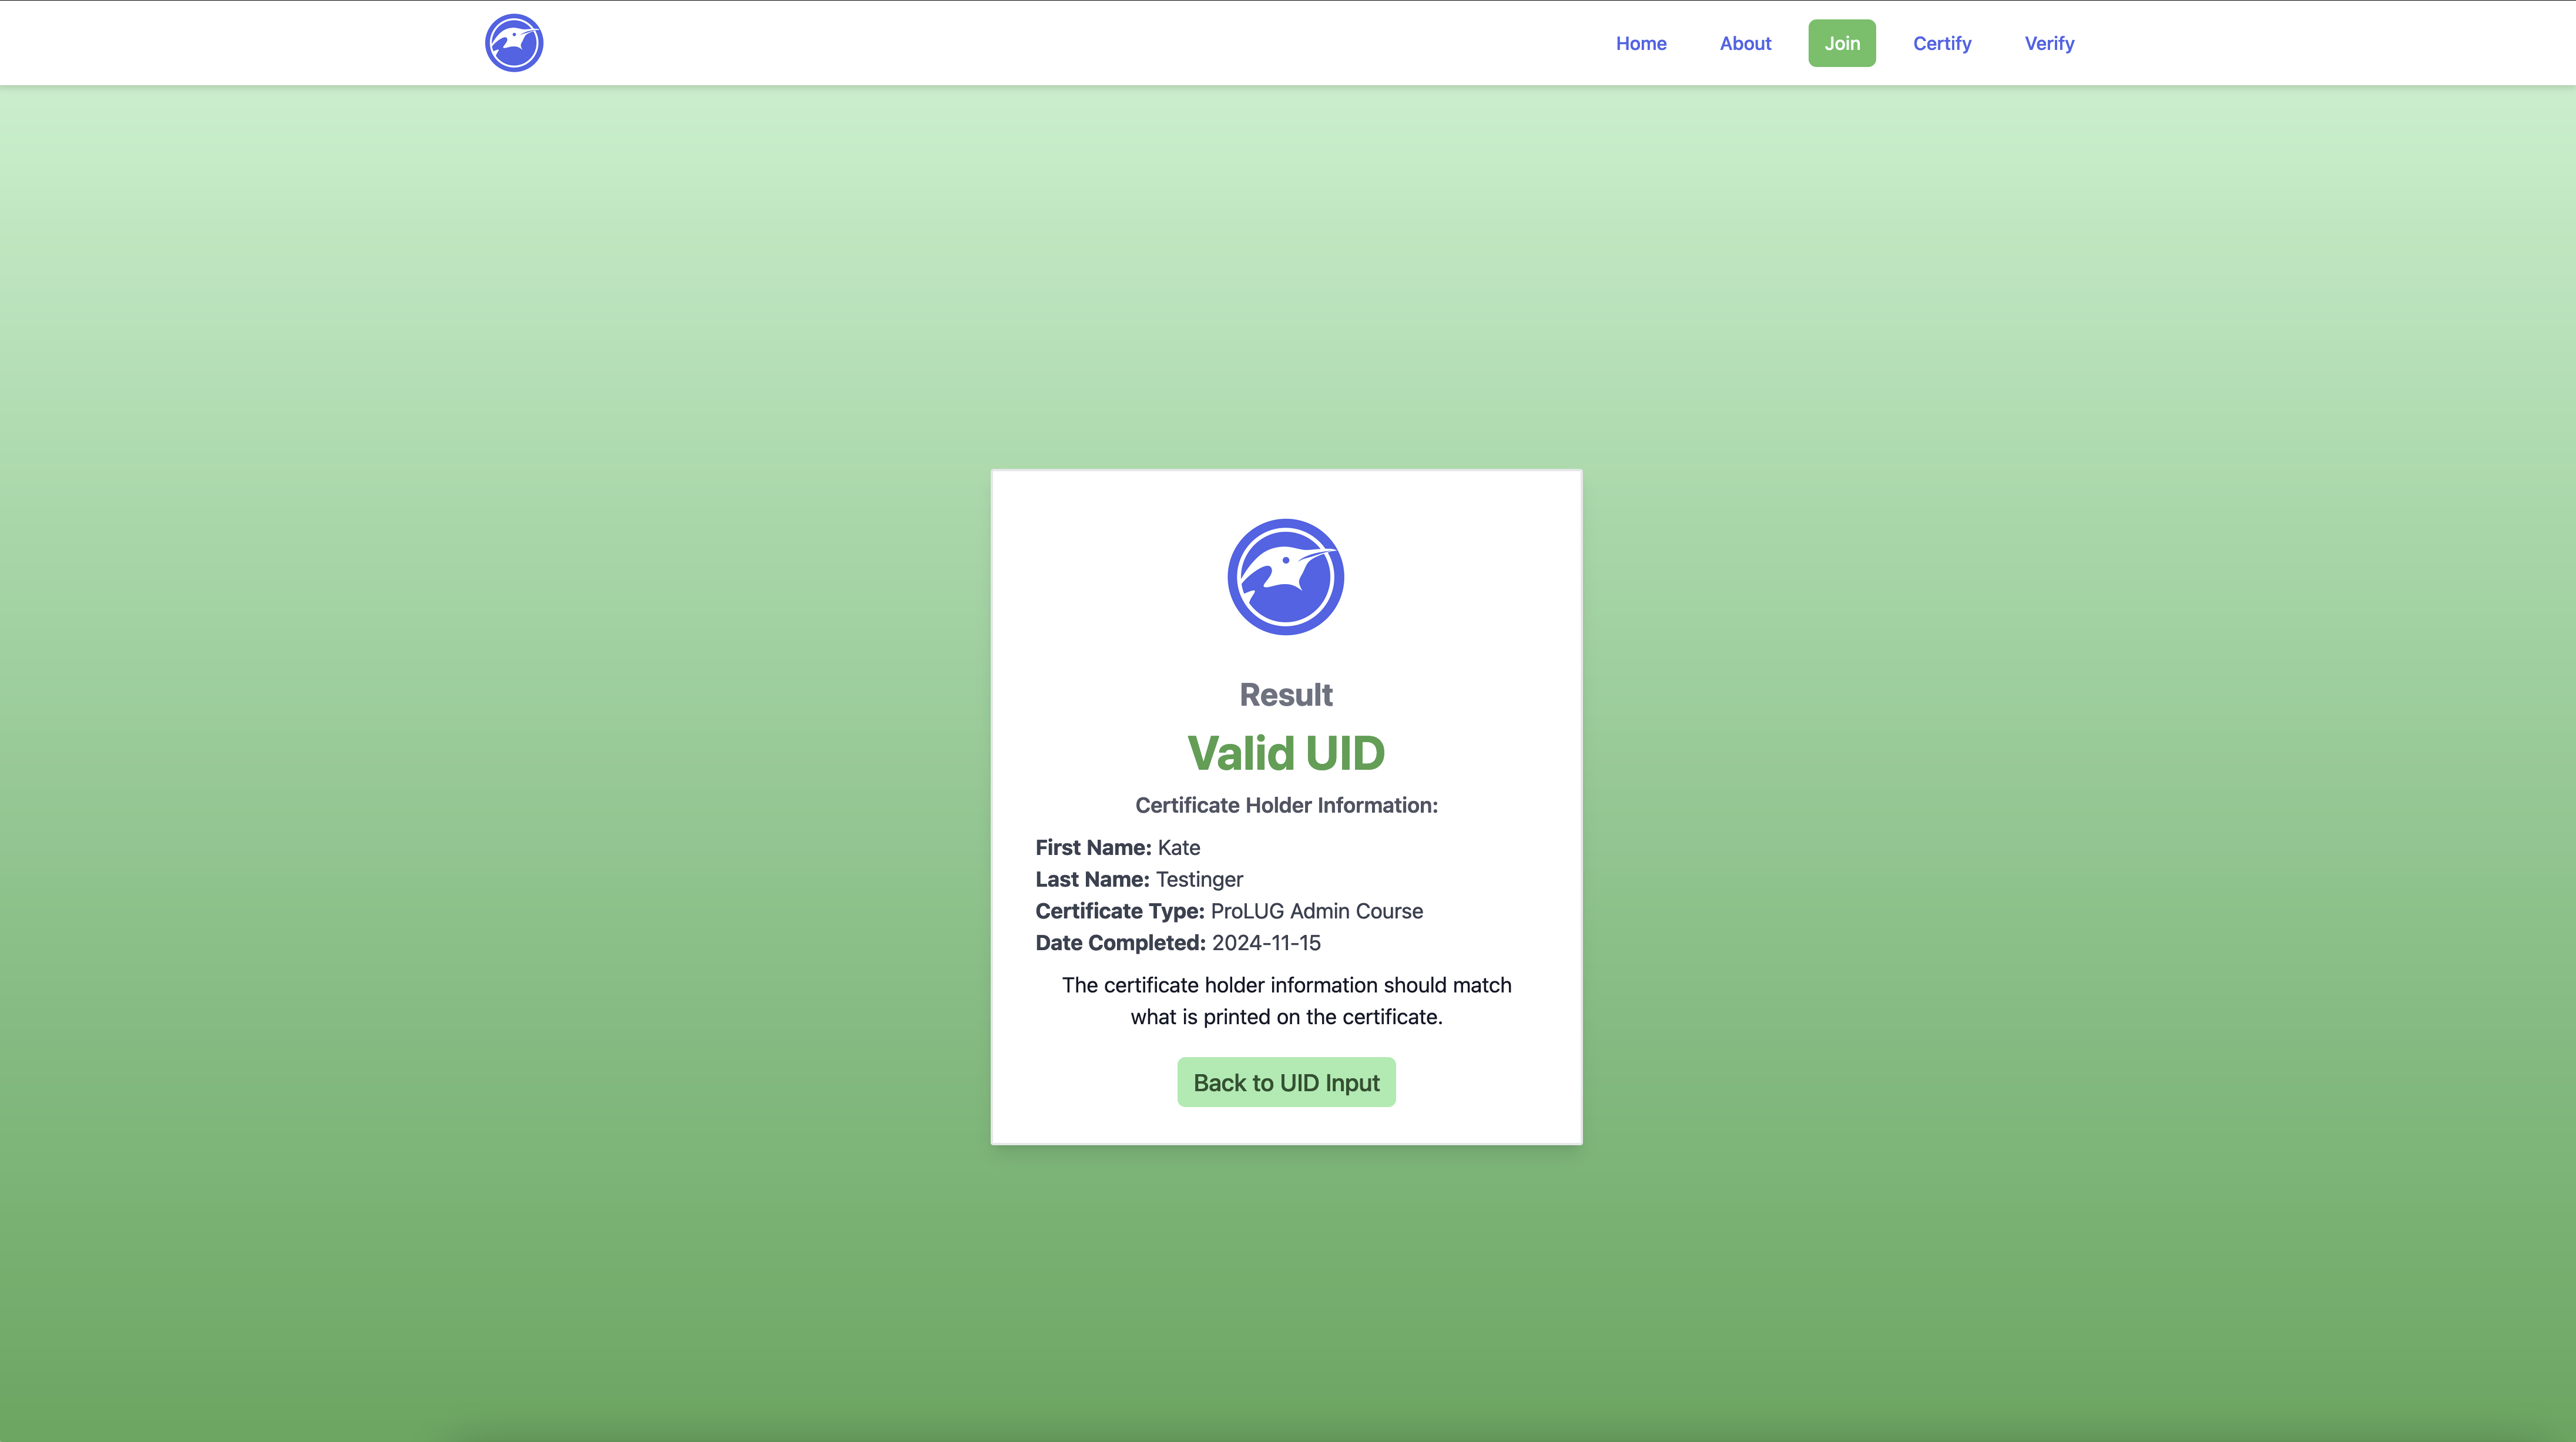 Home About Join Certify Verify
Result
Valid UID
Certificate Holder Information:
First Name: Kate
Last Name: Testinger
Certificate Type: ProLUG Admin Course
Date Completed: 2024-11-15
The certificate holder information should match
what is printed on the certificate.
Back to UID Input